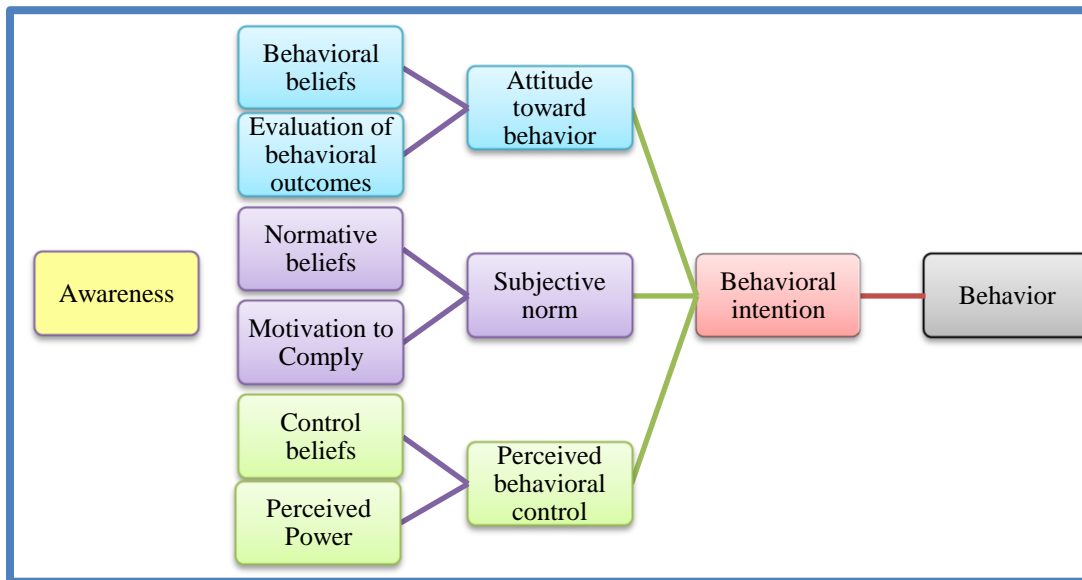 Behavioral
beliefs
Evaluation of
behavioral
outcomes
Attitude
toward
behavior
Awareness
Normative
beliefs
Motivation to
Comply
Subjective
norm
Behavioral
intention
Behavior
Control
beliefs
Perceived
Power
Perceived
behavioral
control